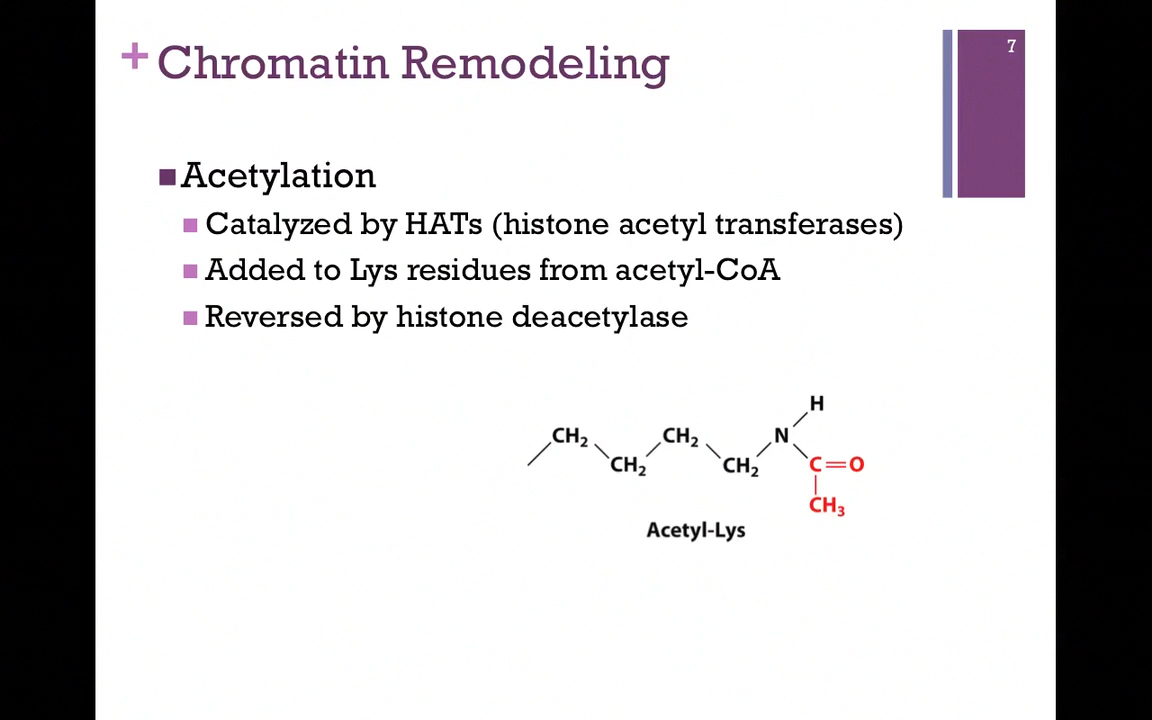 + Chromatin Remodeling
7
Acetylation
Catalyzed by HATs (histone acetyl transferases)
Added to Lys residues from acetyl-CoA
Reversed by histone deacetylase
H
CH₂ CH₂ N
CH₂ CH₂ C=O
CH₃
Acetyl-Lys